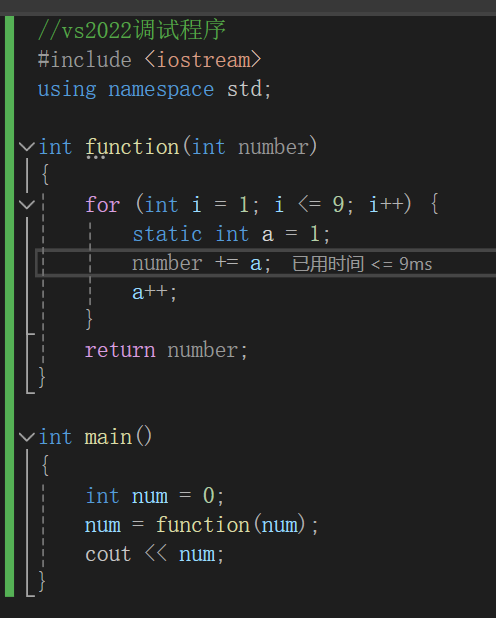 //vs2022调试程序
#include <iostream>
using namespace std;
int function(int number)
{
for (int i = 1; i <= 9; i++) {
static int a = 1;
number += a; 已用时间 <= 9ms
a++;
}
return number;
}
int main()
{
int num = 0;
num = function(num);
cout << num;
}